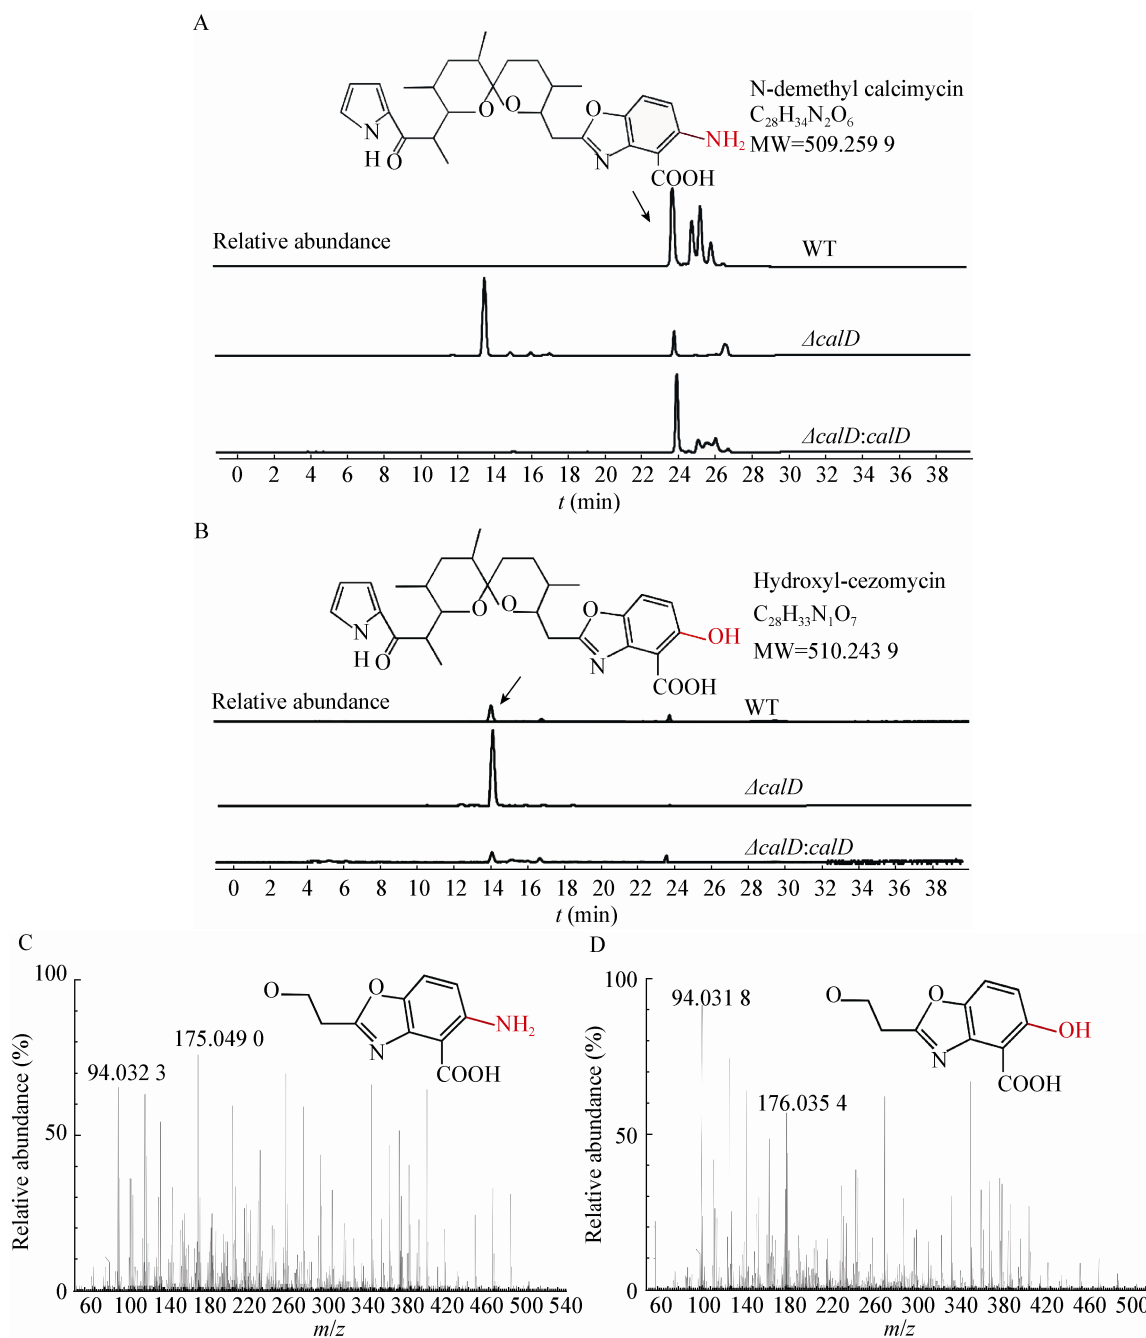 A
N-demethyl calcimycin
C28H34N2O6
MW=509.259 9
O
O
O
N
NH2
COOH
N
H
O
Relative abundance
WT
ΔcalD
ΔcalD:calD
0 2 4 6 8 10 12 14 16 18 20 22 24 26 28 30 32 34 36 38
t (min)
B
Hydroxyl-cezomycin
C28H33N1O7
MW=510.243 9
O
O
O
N
OH
COOH
N
H
O
Relative abundance
WT
ΔcalD
ΔcalD:calD
0 2 4 6 8 10 12 14 16 18 20 22 24 26 28 30 32 34 36 38
t (min)
C
Relative abundance (%)
100
50
0
94.032 3
175.049 0
O
O
N
NH2
COOH
60 100 140 180 220 260 300 340 380 420 460 500 540
m/z
D
Relative abundance (%)
100
50
0
94.031 8
176.035 4
O
O
N
OH
COOH
60 100 140 180 220 260 300 340 380 420 460 500
m/z